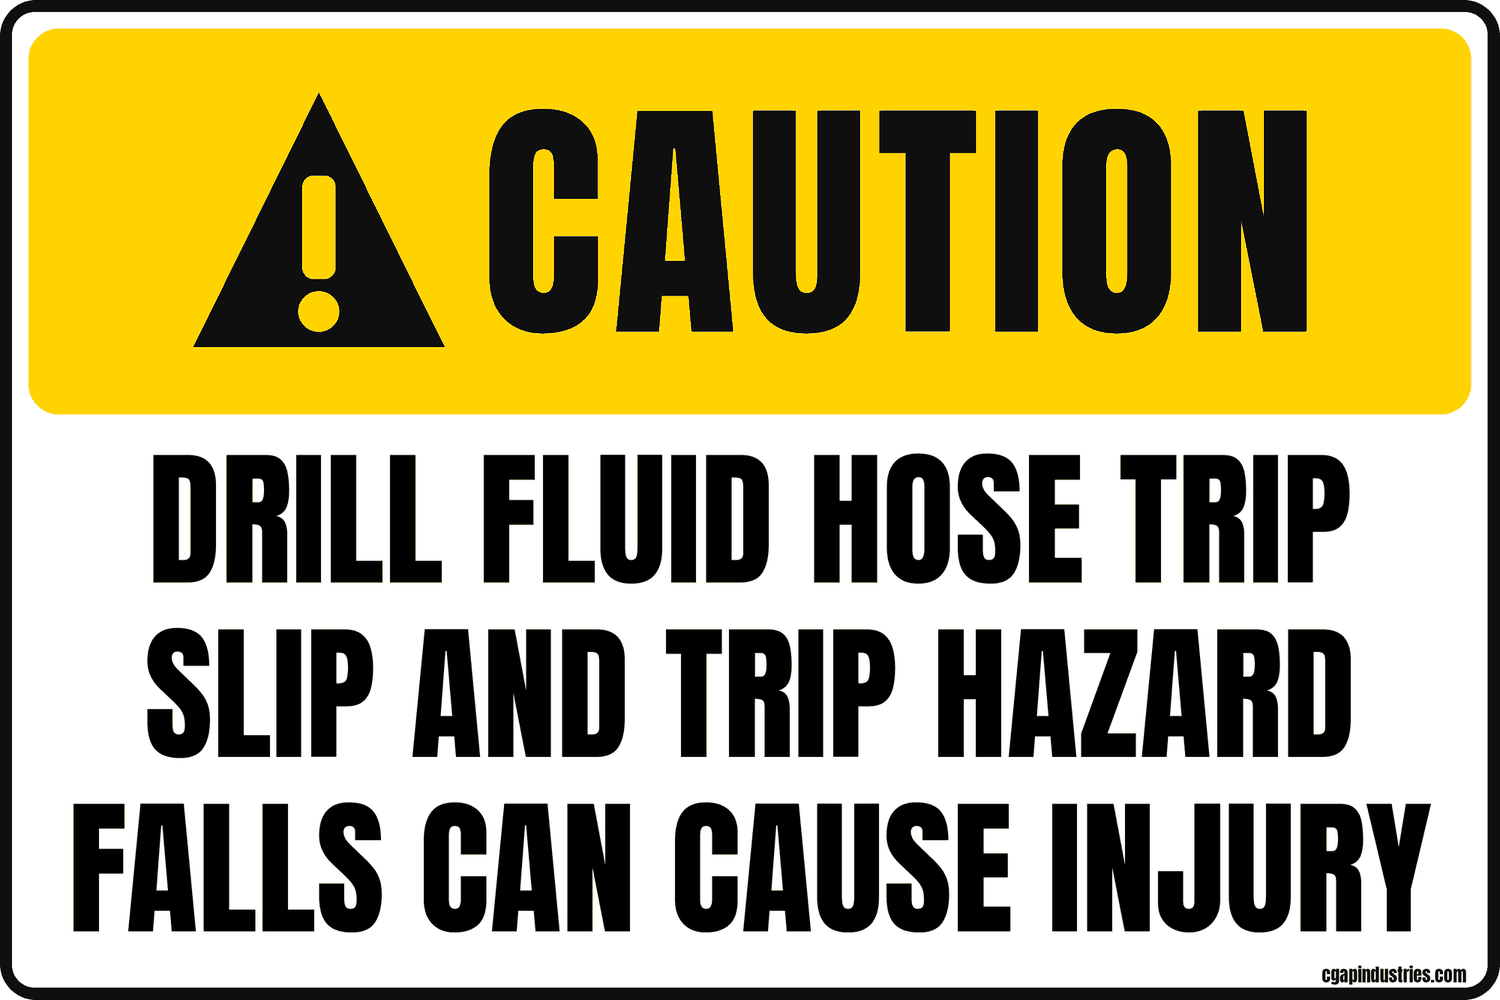 CAUTION
DRILL FLUID HOSE TRIP
SLIP AND TRIP HAZARD
FALLS CAN CAUSE INJURY
cgapindustries.com